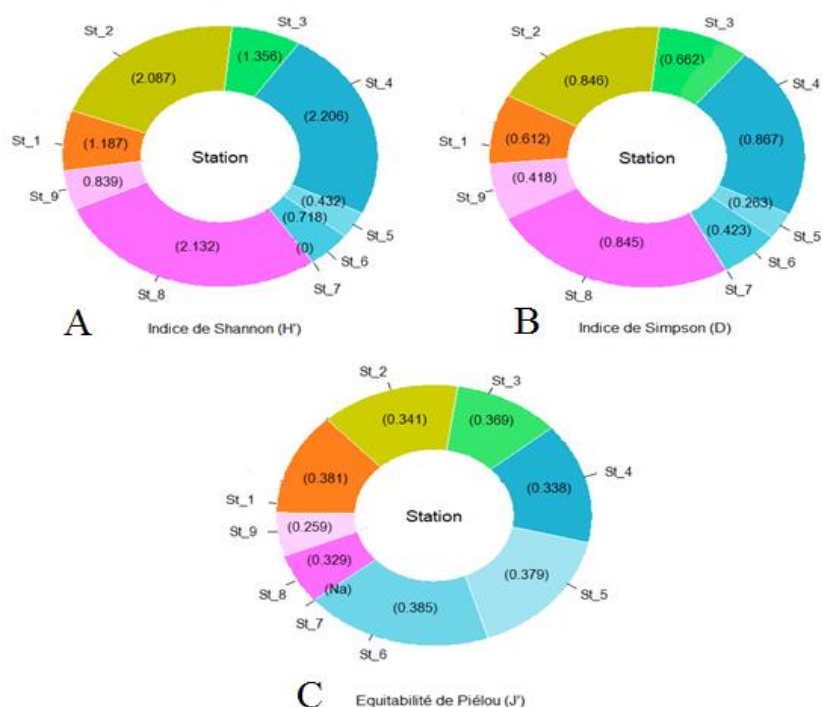 St_3
St_2
(1.356)
St_4
(2.087)
(2.206)
St_1
(1.187)
Station
0.839)
(0.432)
St_9
(0.718)
St_5
(2.132)
(0)
St_6
St_7
St_8
A
Indice de Shannon (H')
St_3
St_2
(0.662)
St_4
(0.846)
(0.867)
St_1
(0.612)
Station
(0.418)
(0.263)
St_9
(0.423)
St_5
(0.845)
St_6
St_7
St_8
B
Indice de Simpson (D)
St_2
St_3
(0.341)
(0.369)
St_4
(0.381)
(0.338)
St_1
Station
St_9
(0.259)
(0.329)
(0.379)
St_8
(Na)
St_5
St_7
(0.385)
St_6
C
Equitabilité de Piélou (J')